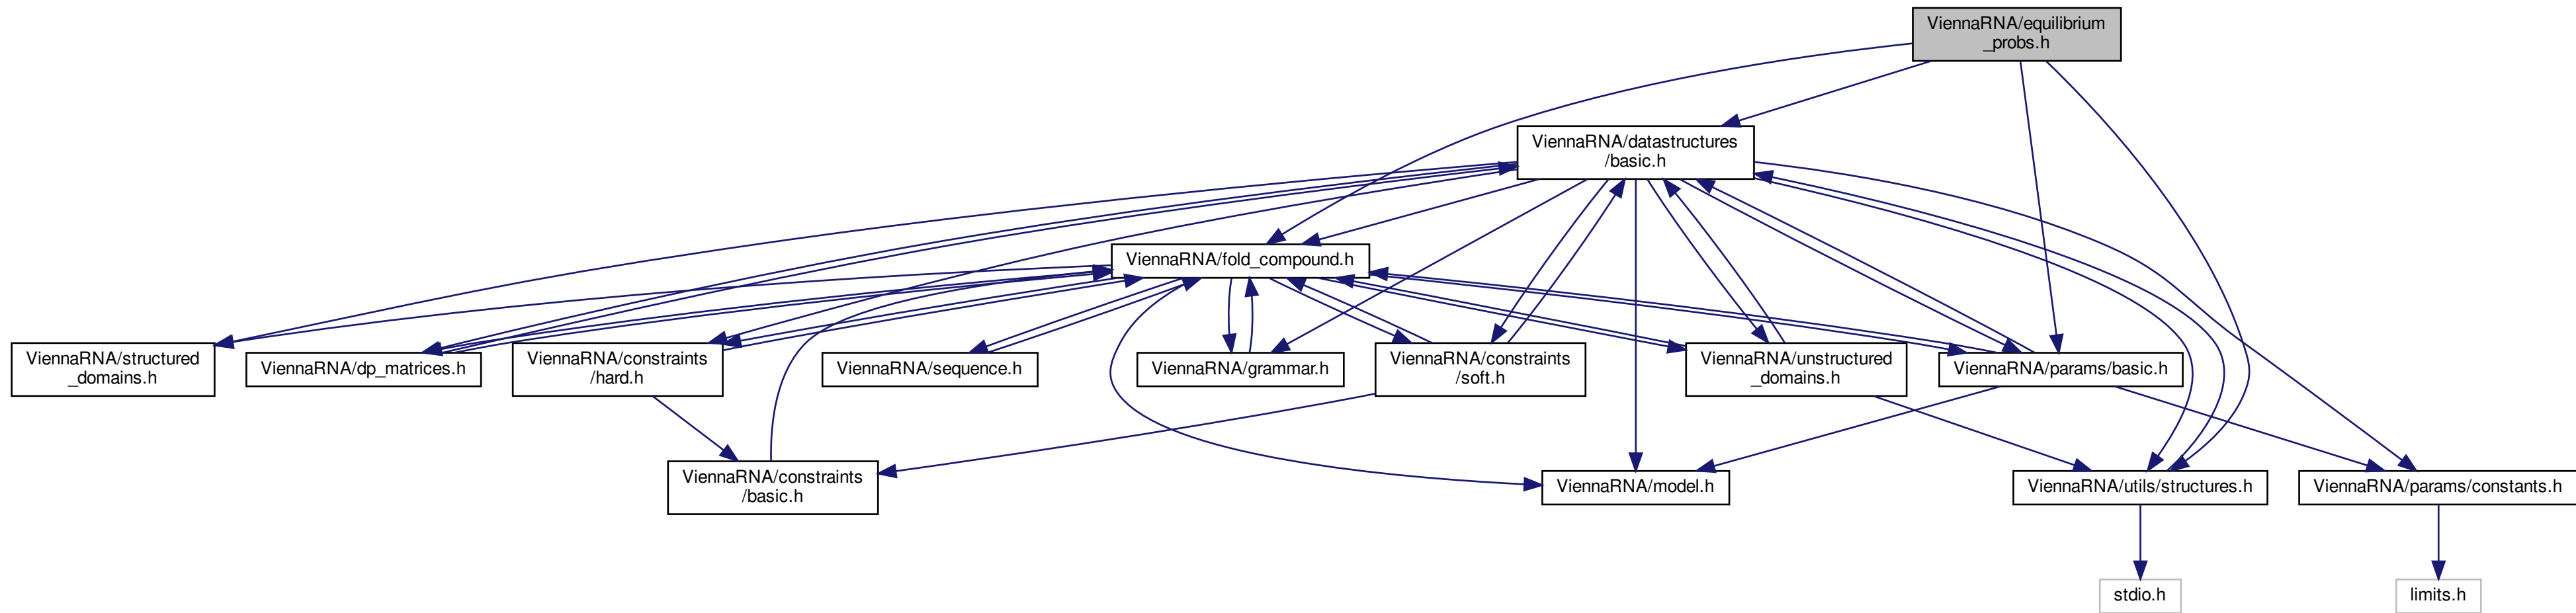 ViennaRNA/equilibrium
_probs.h
ViennaRNA/datastructures
/basic.h
ViennaRNA/fold_compound.h
ViennaRNA/structured
_domains.h
ViennaRNA/dp_matrices.h
ViennaRNA/constraints
/hard.h
ViennaRNA/sequence.h
ViennaRNA/grammar.h
ViennaRNA/constraints
/soft.h
ViennaRNA/unstructured
_domains.h
ViennaRNA/params/basic.h
ViennaRNA/constraints
/basic.h
ViennaRNA/model.h
ViennaRNA/utils/structures.h
ViennaRNA/params/constants.h
stdio.h
limits.h